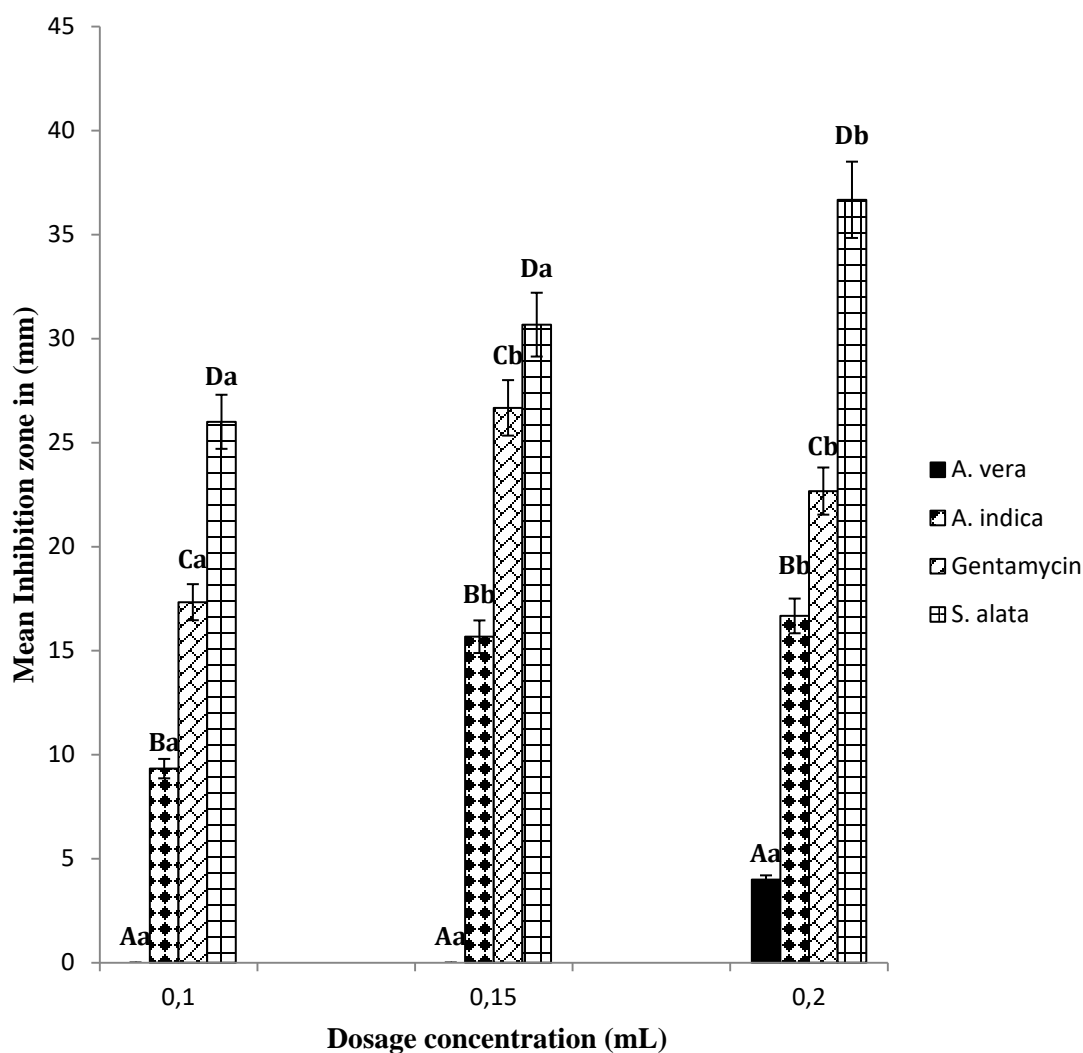 45
40
35
30
25
20
15
10
5
0
Mean Inhibition zone in (mm)
Aa
Ba
Ca
Da
Aa
Bb
Cb
Da
Aa
Bb
Cb
Db
0,1
0,15
0,2
Dosage concentration (mL)
A. vera
A. indica
Gentamycin
S. alata